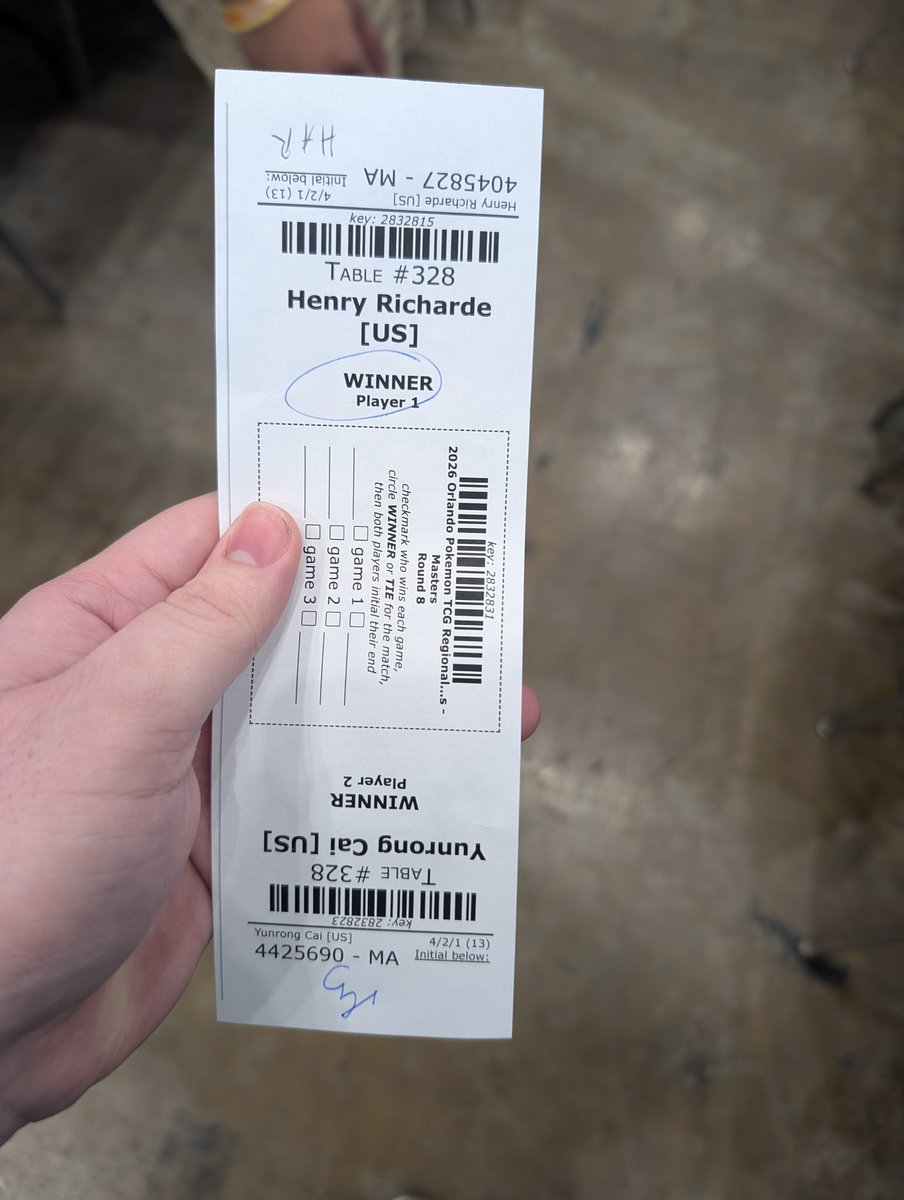 H A R
4045827 - MA
Initial below:
Henry Richarde [US]
4/2/1 (13)
key: 2832815
TABLE #328
Henry Richarde
[US]
WINNER
Player 1
key: 2832831
2026 Orlando Pokemon TCG Regional...s -
Masters
Round 8
checkmark who wins each game,
circle WINNER or TIE for the match,
then both players initial their end
game 1
game 2
game 3
WINNER
Player 2
Yunrong Cai [US]
TABLE #328
key: 2832823
Yunrong Cai [US]
4/2/1 (13)
4425690 - MA
Initial below: